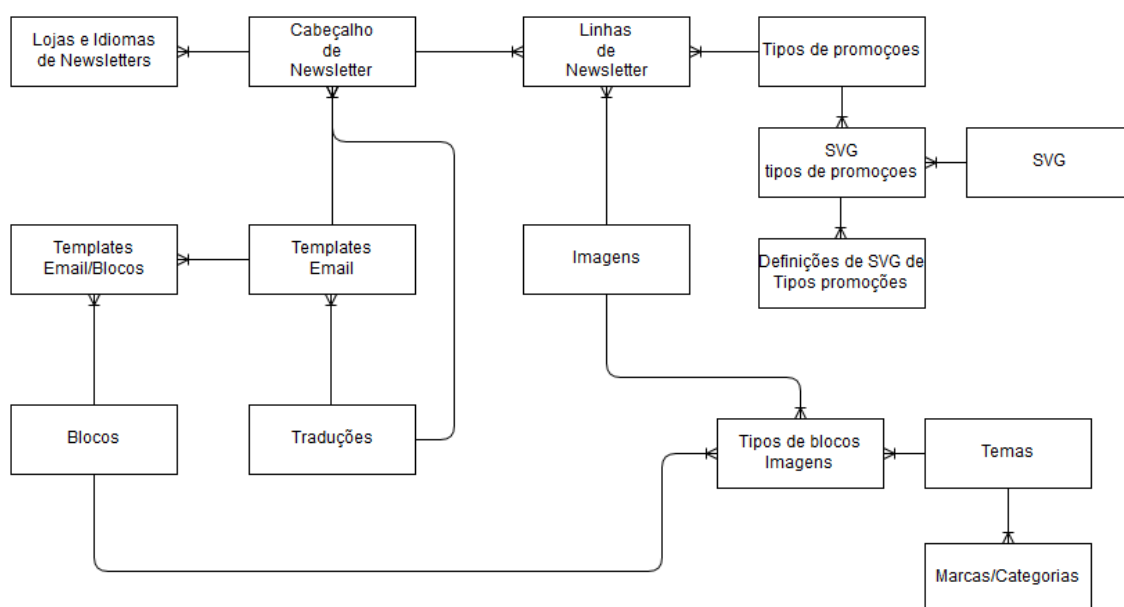 Lojas e Idiomas
de Newsletters
Cabeçalho
de
Newsletter
Linhas
de
Newsletter
Tipos de promoçoes
SVG
tipos de promoçoes
SVG
Templates
Email/Blocos
Templates
Email
Imagens
Definições de SVG de
Tipos promoções
Blocos
Traduções
Tipos de blocos
Imagens
Temas
Marcas/Categorias